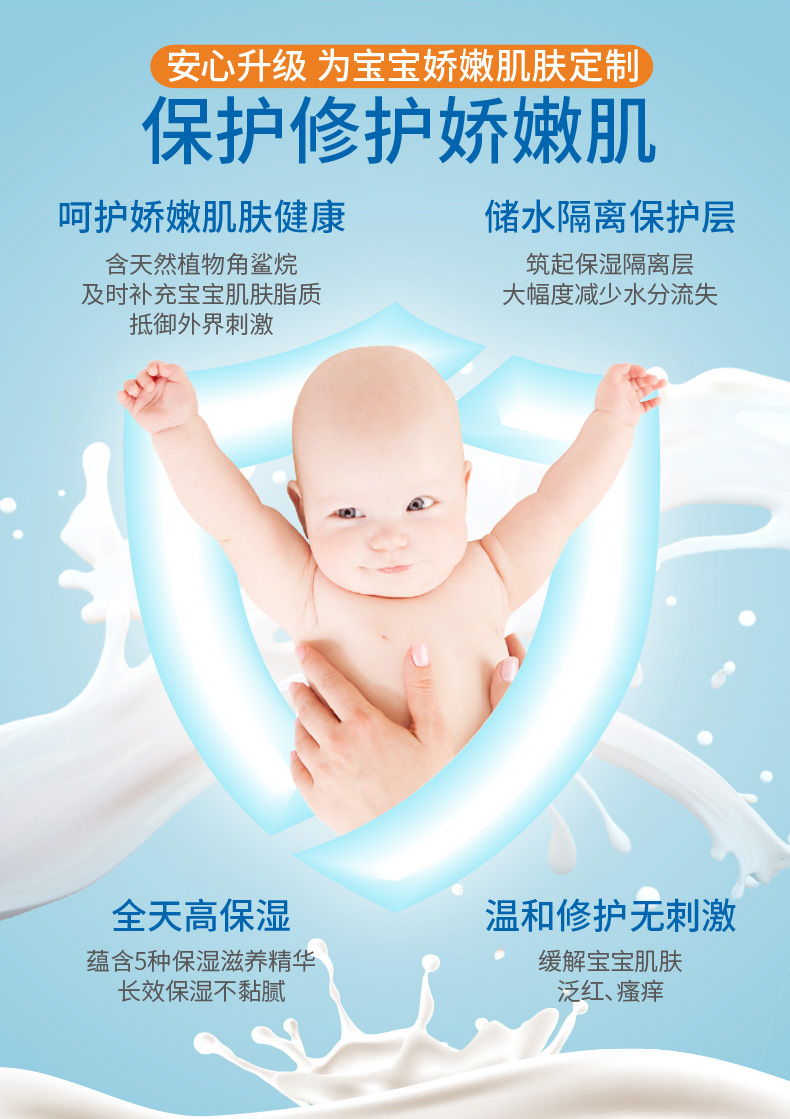 安心升级 为宝宝娇嫩肌肤定制
保护修护娇嫩肌
呵护娇嫩肌肤健康
含天然植物角鲨烷
及时补充宝宝肌肤脂质
抵御外界刺激
储水隔离保护层
筑起保湿隔离层
大幅度减少水分流失
全天高保湿
蕴含5种保湿滋养精华
长效保湿不黏腻
温和修护无刺激
缓解宝宝肌肤
泛红、瘙痒